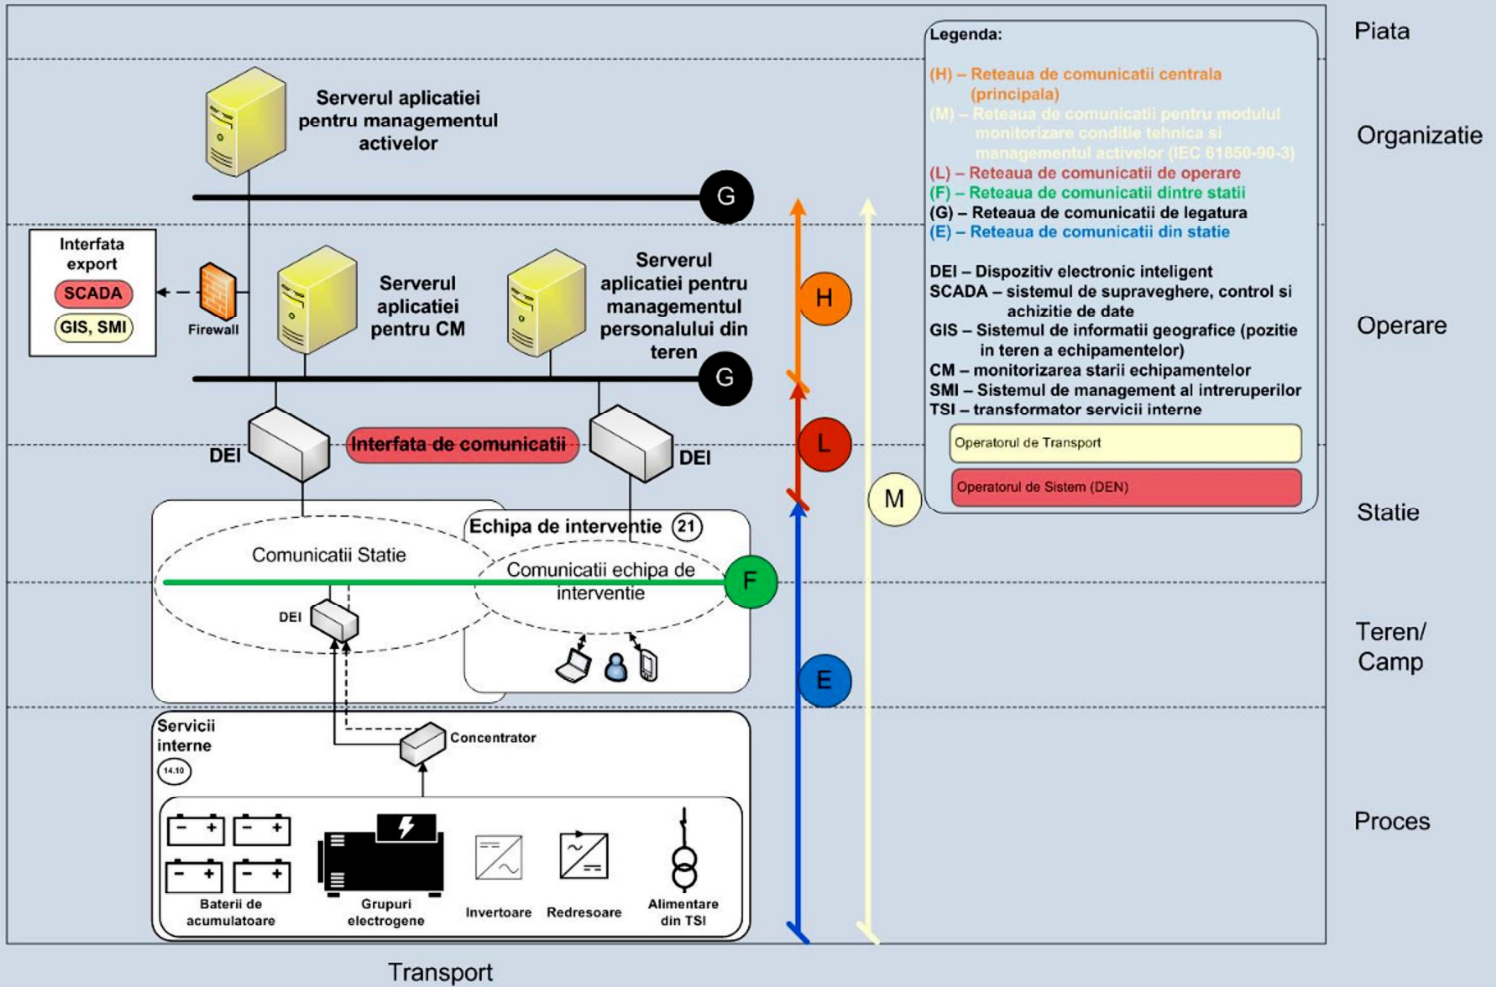 Piata
Organizatie
Operare
Statie
Teren/
Camp
Proces
Transport
Serverul aplicatiei
pentru managementul
activelor
G
Interfata
export
SCADA
GIS, SMI
Firewall
Serverul
aplicatiei
pentru CM
Serverul
aplicatiei pentru
managementul
personalului din
teren
G
H
DEI
Interfata de comunicatii
DEI
L
M
Echipa de interventie 21
Comunicatii Statie
Comunicatii echipa de
interventie
F
DEI
E
Servicii
interne
14.10
Concentrator
Baterii de
acumulatoare
Grupuri
electrogene
Invertoare
Redresoare
Alimentare
din TSI
Legenda:
(H) – Reteaua de comunicatii centrala
(principala)
(M) – Reteaua de comunicatii pentru modulul
monitorizare conditie tehnica si
managementul activelor (IEC 61850-90-3)
(L) – Reteaua de comunicatii de operare
(F) – Reteaua de comunicatii dintre statii
(G) – Reteaua de comunicatii de legatura
(E) – Reteaua de comunicatii din statie
DEI – Dispozitiv electronic inteligent
SCADA – sistemul de supraveghere, control si
achizitie de date
GIS – Sistemul de informatii geografice (pozitie
in teren a echipamentelor)
CM – monitorizarea starii echipamentelor
SMI – Sistemul de management al intreruperilor
TSI – transformator servicii interne
Operatorul de Transport
Operatorul de Sistem (DEN)